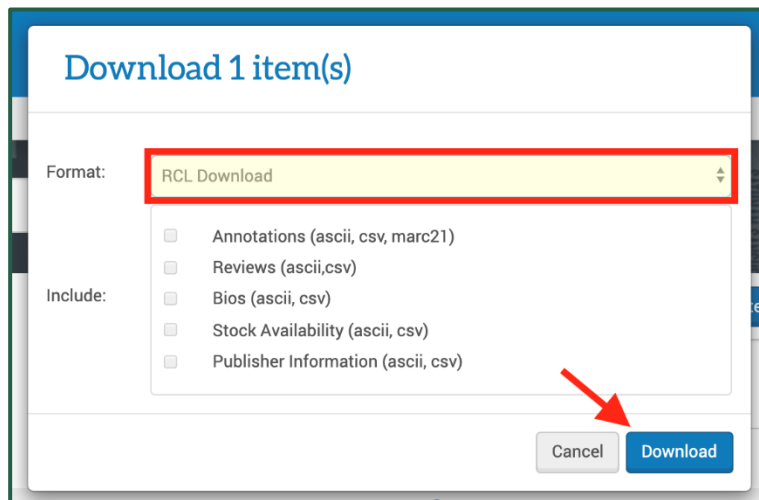 Download 1 item(s)
Format:
RCL Download
Include:
Annotations (ascii, csv, marc21)
Reviews (ascii,csv)
Bios (ascii, csv)
Stock Availability (ascii, csv)
Publisher Information (ascii, csv)
Cancel
Download